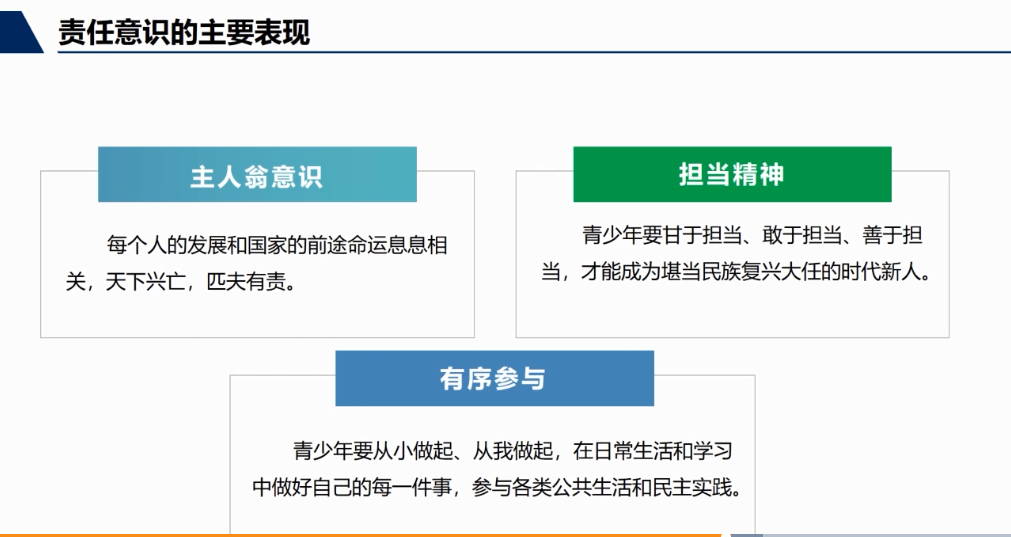 责任意识的主要表现
主人翁意识
每个人的发展和国家的前途命运息息相
关，天下兴亡，匹夫有责。
担当精神
青少年要甘于担当、敢于担当、善于担
当，才能成为堪当民族复兴大任的时代新人。
有序参与
青少年要从小做起、从我做起，在日常生活和学习
中做好自己的每一件事，参与各类公共生活和民主实践。